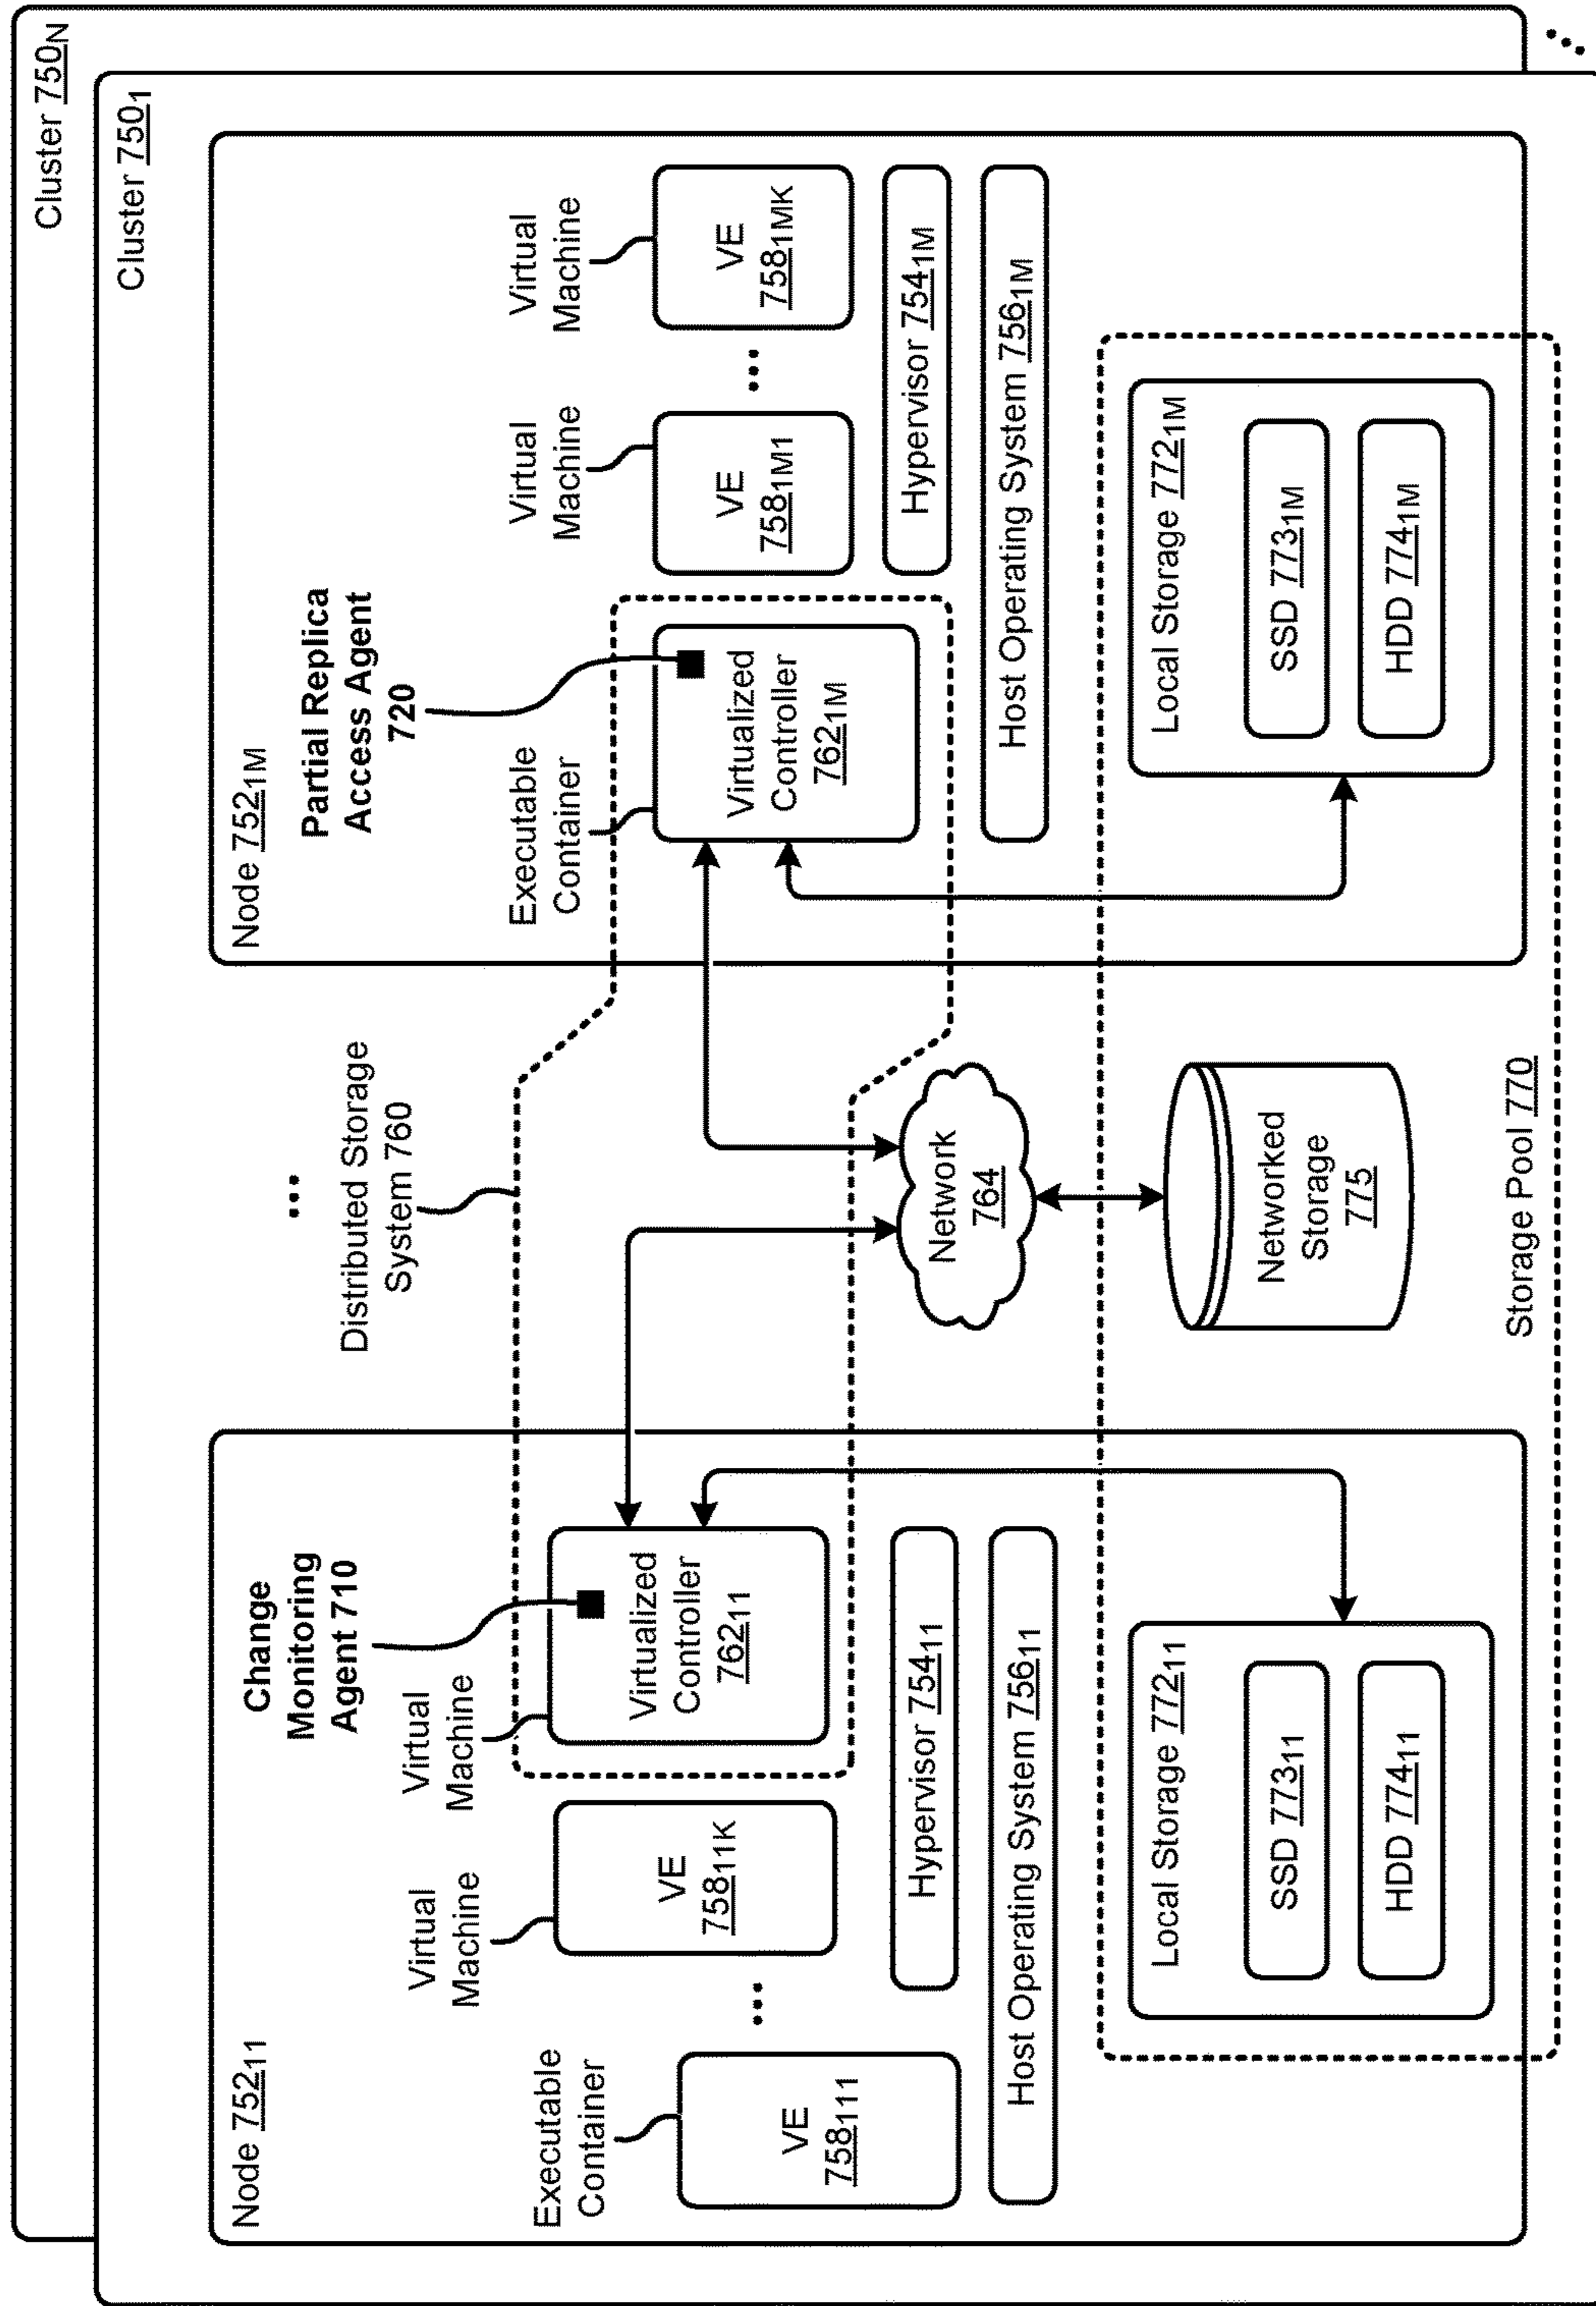 Cluster 750N
Cluster 7501
Node 75211
Change
Monitoring
Agent 710
Executable
Container
VE
758111
...
Virtual
Machine
VE
75811K
Virtual
Machine
Virtualized
Controller
76211
Hypervisor 75411
Host Operating System 75611
Local Storage 77211
SSD 77311
HDD 77411
...
Distributed Storage
System 760
Network
764
Networked
Storage
775
Storage Pool 770
Node 7521M
Partial Replica
Access Agent
720
Executable
Container
Virtualized
Controller
7621M
Virtual
Machine
VE
7581M1
...
Virtual
Machine
VE
7581MK
Hypervisor 7541M
Host Operating System 7561M
Local Storage 7721M
SSD 7731M
HDD 7741M
...